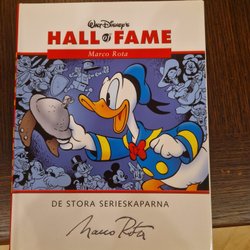 Walt Disney's
HALL of FAME
Marco Rota
DE STORA SERIESKAPARNA
Marco Rota